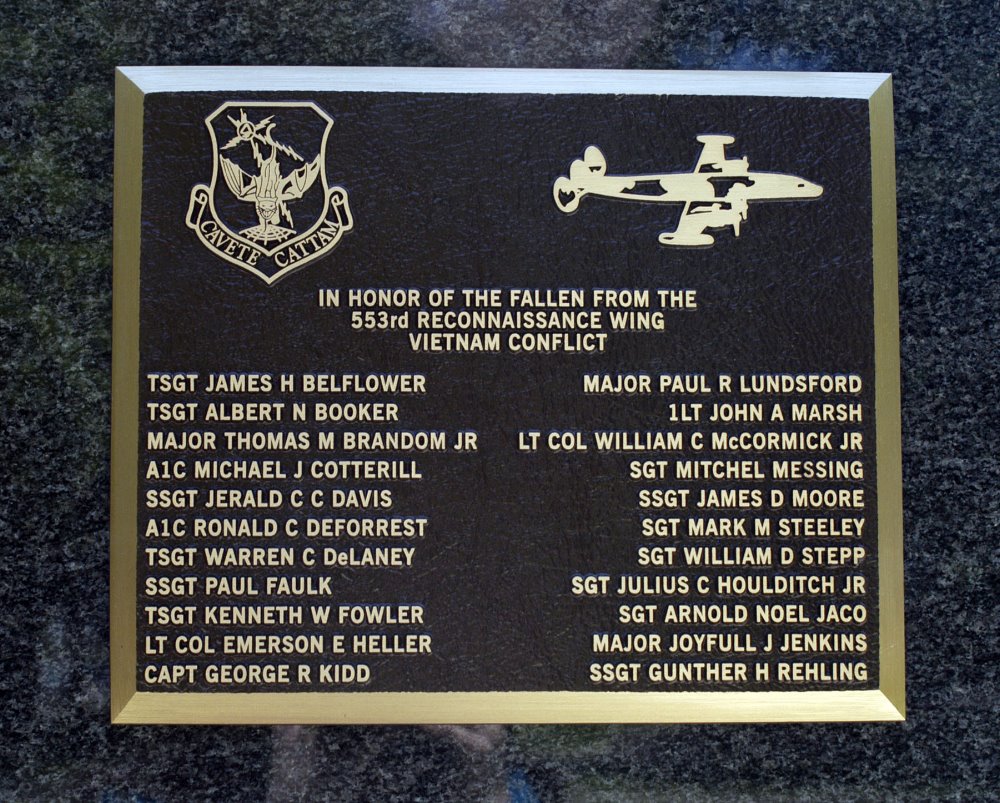 CAVETE CATTAM
IN HONOR OF THE FALLEN FROM THE
553rd RECONNAISSANCE WING
VIETNAM CONFLICT
TSGT JAMES H BELFLOWER
TSGT ALBERT N BOOKER
MAJOR THOMAS M BRANDOM JR
A1C MICHAEL J COTTERILL
SSGT JERALD C C DAVIS
A1C RONALD C DEFORREST
TSGT WARREN C DeLANEY
SSGT PAUL FAULK
TSGT KENNETH W FOWLER
LT COL EMERSON E HELLER
CAPT GEORGE R KIDD
MAJOR PAUL R LUNDSFORD
1LT JOHN A MARSH
LT COL WILLIAM C McCORMICK JR
SGT MITCHEL MESSING
SSGT JAMES D MOORE
SGT MARK M STEELEY
SGT WILLIAM D STEPP
SGT JULIUS C HOULDITCH JR
SGT ARNOLD NOEL JACO
MAJOR JOYFULL J JENKINS
SSGT GUNTHER H REHLING